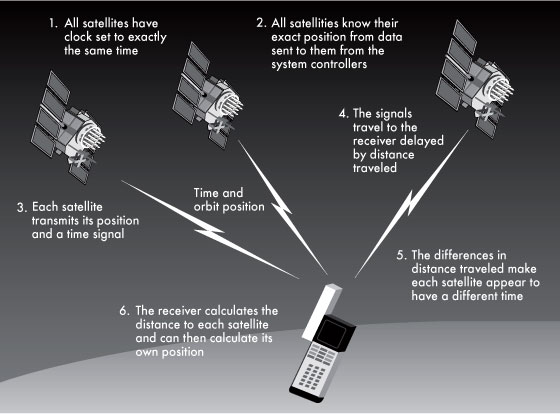 1. All satellites have
clock set to exactly
the same time
2. All satellities know their
exact position from data
sent to them from the
system controllers
3. Each satellite
transmits its position
and a time signal
Time and
orbit position
4. The signals
travel to the
receiver delayed
by distance
traveled
5. The differences in
distance traveled make
each satellite appear to
have a different time
6. The receiver calculates the
distance to each satellite
and can then calculate its
own position